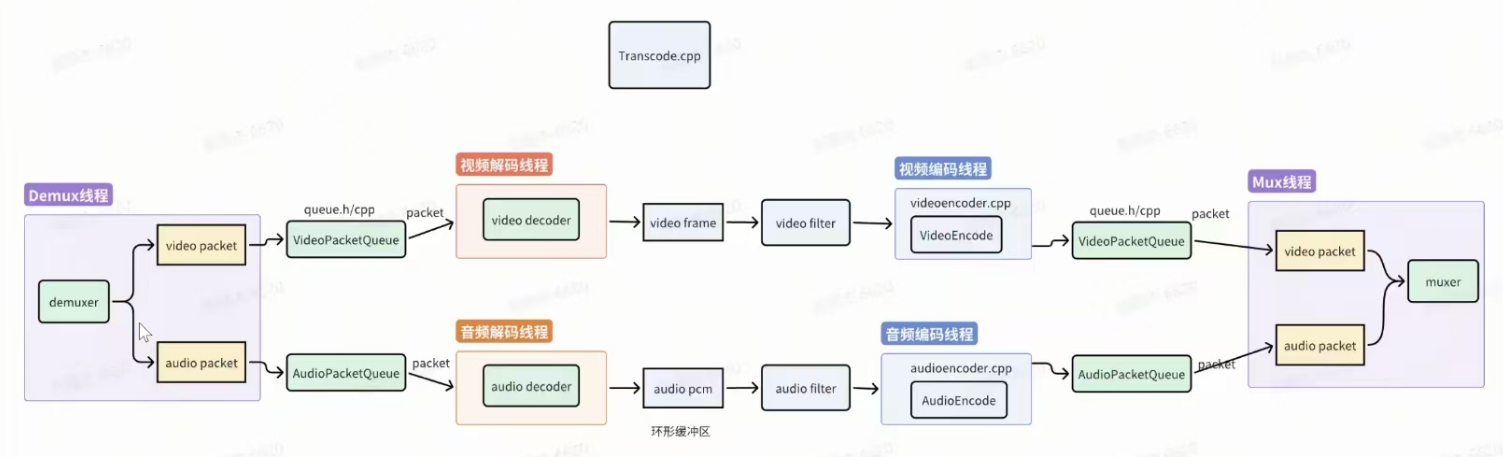 Transcode.cpp
Demux线程
demuxer
video packet
audio packet
queue.h/cpp
VideoPacketQueue
packet
AudioPacketQueue
packet
视频解码线程
video decoder
音频解码线程
audio decoder
video frame
video filter
audio pcm
环形缓冲区
audio filter
视频编码线程
videoencoder.cpp
VideoEncode
音频编码线程
audioencoder.cpp
AudioEncode
queue.h/cpp
VideoPacketQueue
packet
AudioPacketQueue
packet
Mux线程
video packet
audio packet
muxer